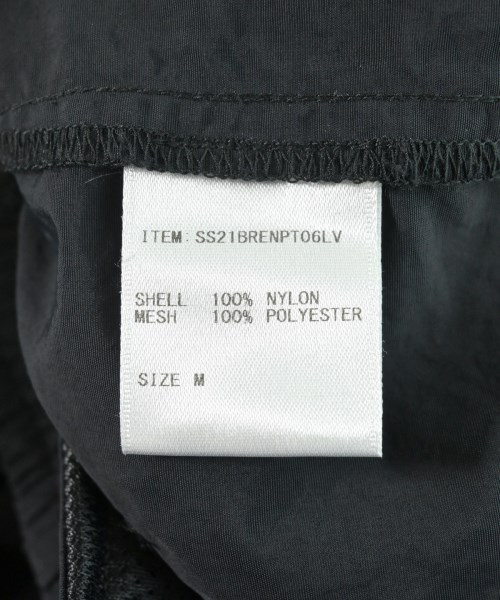 ITEM: SS21BRENPT06LV
SHELL 100% NYLON
MESH 100% POLYESTER
SIZE M